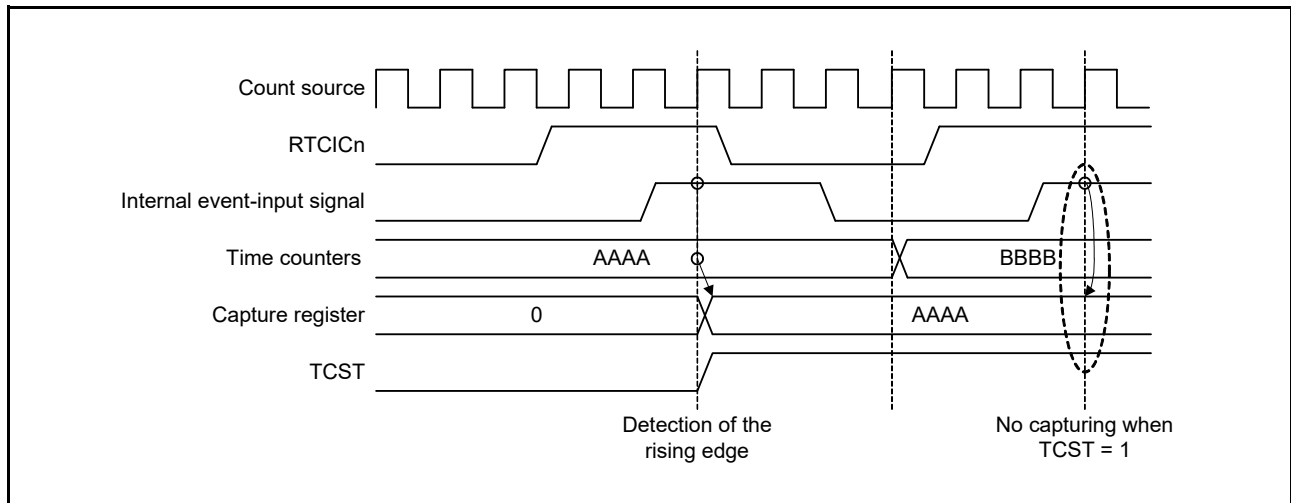 Count source
RTCICn
Internal event-input signal
Time counters
AAAA
BBBB
Capture register
0
AAAA
TCST
Detection of the
rising edge
No capturing when
TCST = 1